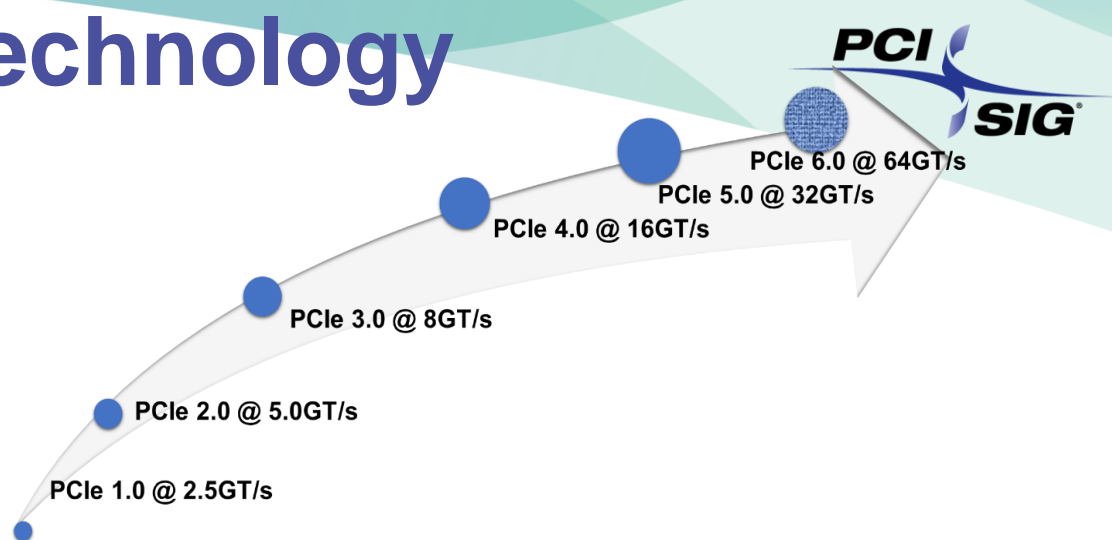 echnology
PCI
SIG®
PCIe 6.0 @ 64GT/s
PCIe 5.0 @ 32GT/s
PCIe 4.0 @ 16GT/s
PCIe 3.0 @ 8GT/s
PCIe 2.0 @ 5.0GT/s
PCIe 1.0 @ 2.5GT/s